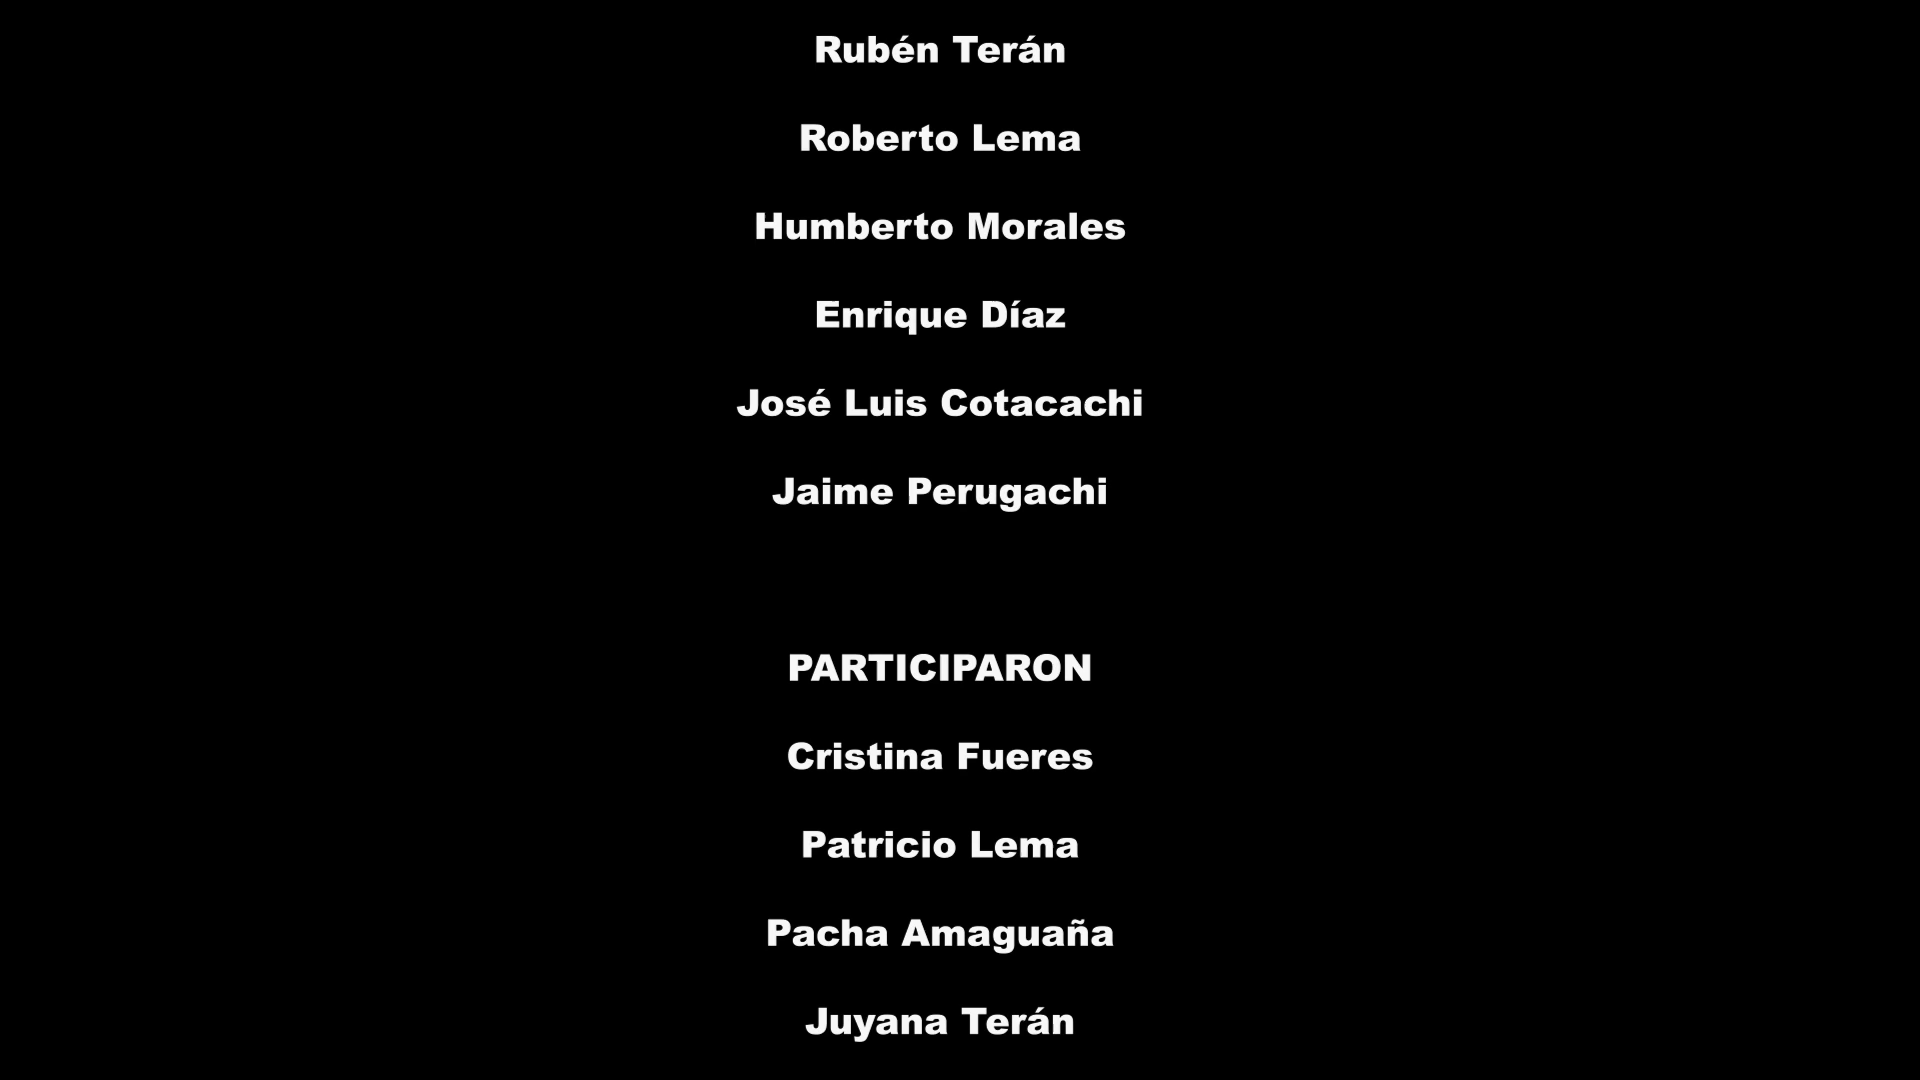 Rubén Terán
Roberto Lema
Humberto Morales
Enrique Díaz
José Luis Cotacachi
Jaime Perugachi
PARTICIPARON
Cristina Fueres
Patricio Lema
Pacha Amaguaña
Juyana Terán